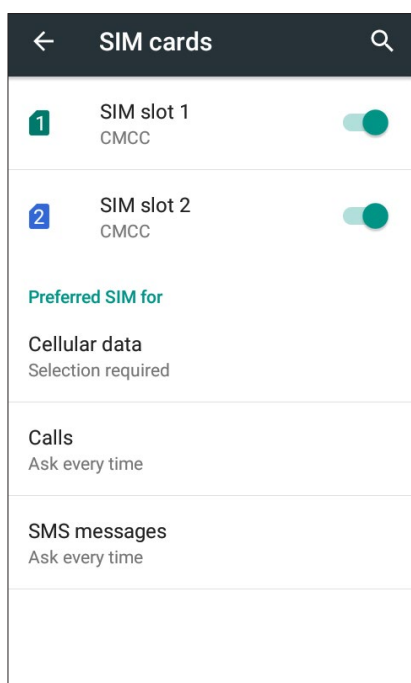 SIM cards
1
SIM slot 1
CMCC
2
SIM slot 2
CMCC
Preferred SIM for
Cellular data
Selection required
Calls
Ask every time
SMS messages
Ask every time